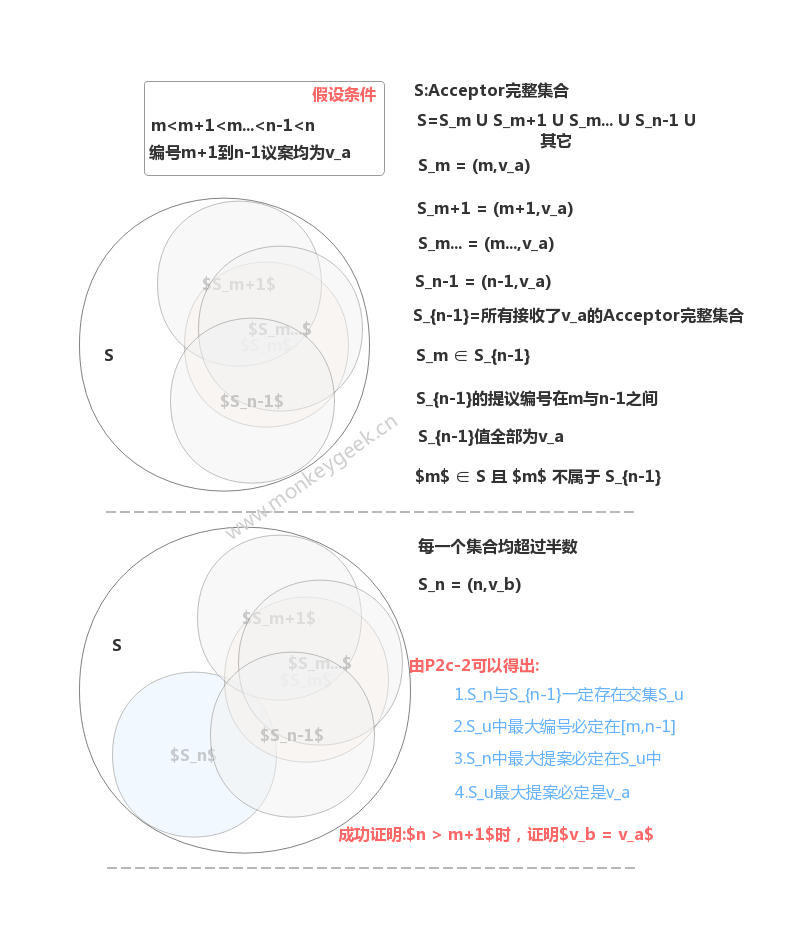 假设条件
m<m+1<m...<n-1<n
编号m+1到n-1议案均为v_a
S:Acceptor完整集合
S=S_m U S_m+1 U S_m... U S_n-1 U
其它
S_m = (m,v_a)
S_m+1 = (m+1,v_a)
S_m... = (m...,v_a)
S_n-1 = (n-1,v_a)
S_{n-1}=所有接收了v_a的Acceptor完整集合
S_m ∈ S_{n-1}
S_{n-1}的提议编号在m与n-1之间
S_{n-1}值全部为v_a
$m$ ∈ S 且 $m$ 不属于 S_{n-1}
$S_m+1$
$S_m...$
$S_m$
S
$S_n-1$
www.monkeygeek.cn
每一个集合均超过半数
S_n = (n,v_b)
$S_m+1$
S
$S_m...$
$S_m$
$S_n-1$
$S_n$
由P2c-2可以得出:
1.S_n与S_{n-1}一定存在交集S_u
2.S_u中最大编号必定在[m,n-1]
3.S_n中最大提案必定在S_u中
4.S_u最大提案必定是v_a
成功证明:$n > m+1$时，证明$v_b = v_a$